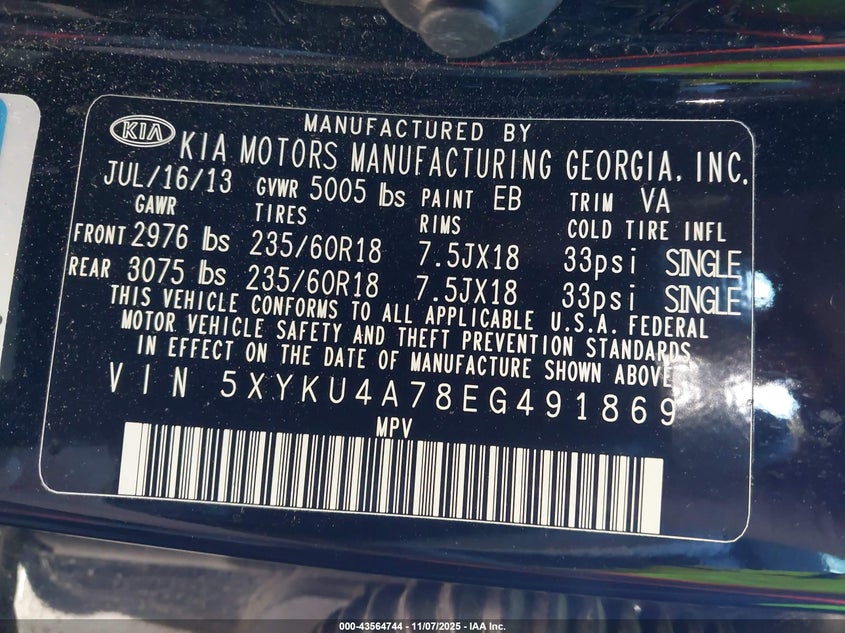 MANUFACTURED BY
KIA KIA MOTORS MANUFACTURING GEORGIA, INC.
JUL/16/13 GVWR 5005 lbs PAINT EB TRIM VA
GAWR TIRES RIMS COLD TIRE INFL
FRONT 2976 lbs 235/60R18 7.5JX18 33psi SINGLE
REAR 3075 lbs 235/60R18 7.5JX18 33psi SINGLE
THIS VEHICLE CONFORMS TO ALL APPLICABLE U.S.A. FEDERAL
MOTOR VEHICLE SAFETY AND THEFT PREVENTION STANDARDS
IN EFFECT ON THE DATE OF MANUFACTURE SHOWN ABOVE
VIN 5XYKU4A78EG491869
MPV
000-43564744 — 11/07/2025 — IAA Inc.